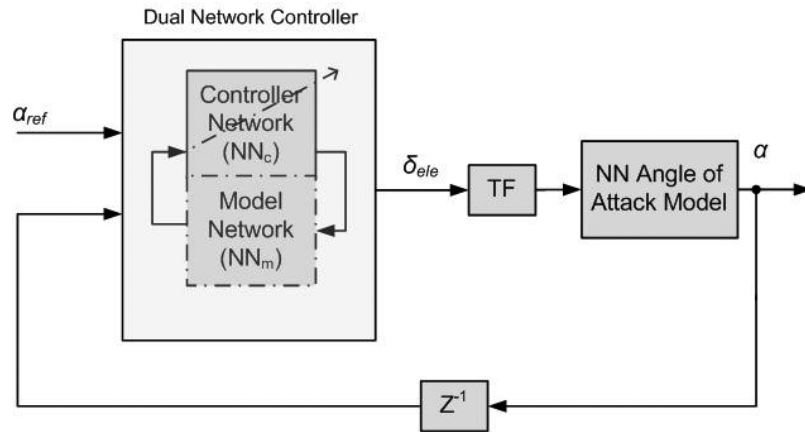 Dual Network Controller
α_ref
Controller
Network
(NN_c)
Model
Network
(NN_m)
δ_ele
TF
NN Angle of
Attack Model
α
Z⁻¹